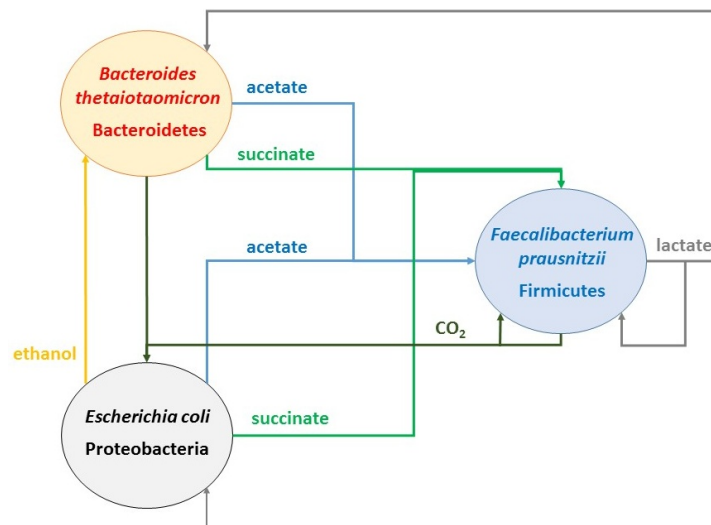 Bacteroides
thetaiotaomicron
Bacteroidetes
acetate
succinate
acetate
Faecalibacterium
prausnitzii
Firmicutes
lactate
CO₂
ethanol
Escherichia coli
Proteobacteria
succinate